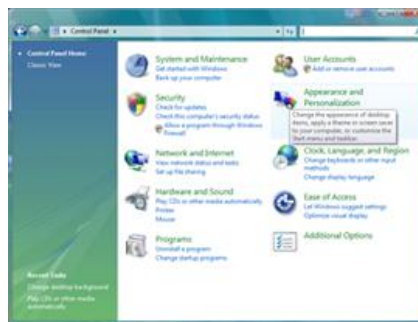 Control Panel
Control Panel Home
Classic View
System and Maintenance
Get started with Windows
Back up your computer
Security
Check for updates
Check this computer's security status
Allow a program through Windows
Firewall
Network and Internet
View network status and tasks
Set up file sharing
Hardware and Sound
Play CDs or other media automatically
Printer
Mouse
Programs
Uninstall a program
Change startup programs
User Accounts
Add or remove user accounts
Appearance and
Personalization
Change the appearance of desktop
items, apply a theme or screen saver
to your computer, or customize the
Start menu and taskbar.
Clock, Language, and Region
Change keyboards or other input
methods
Change display language
Ease of Access
Let Windows suggest settings
Optimize visual display
Additional Options
Recent Tasks
Change desktop background
Play CDs or other media
automatically